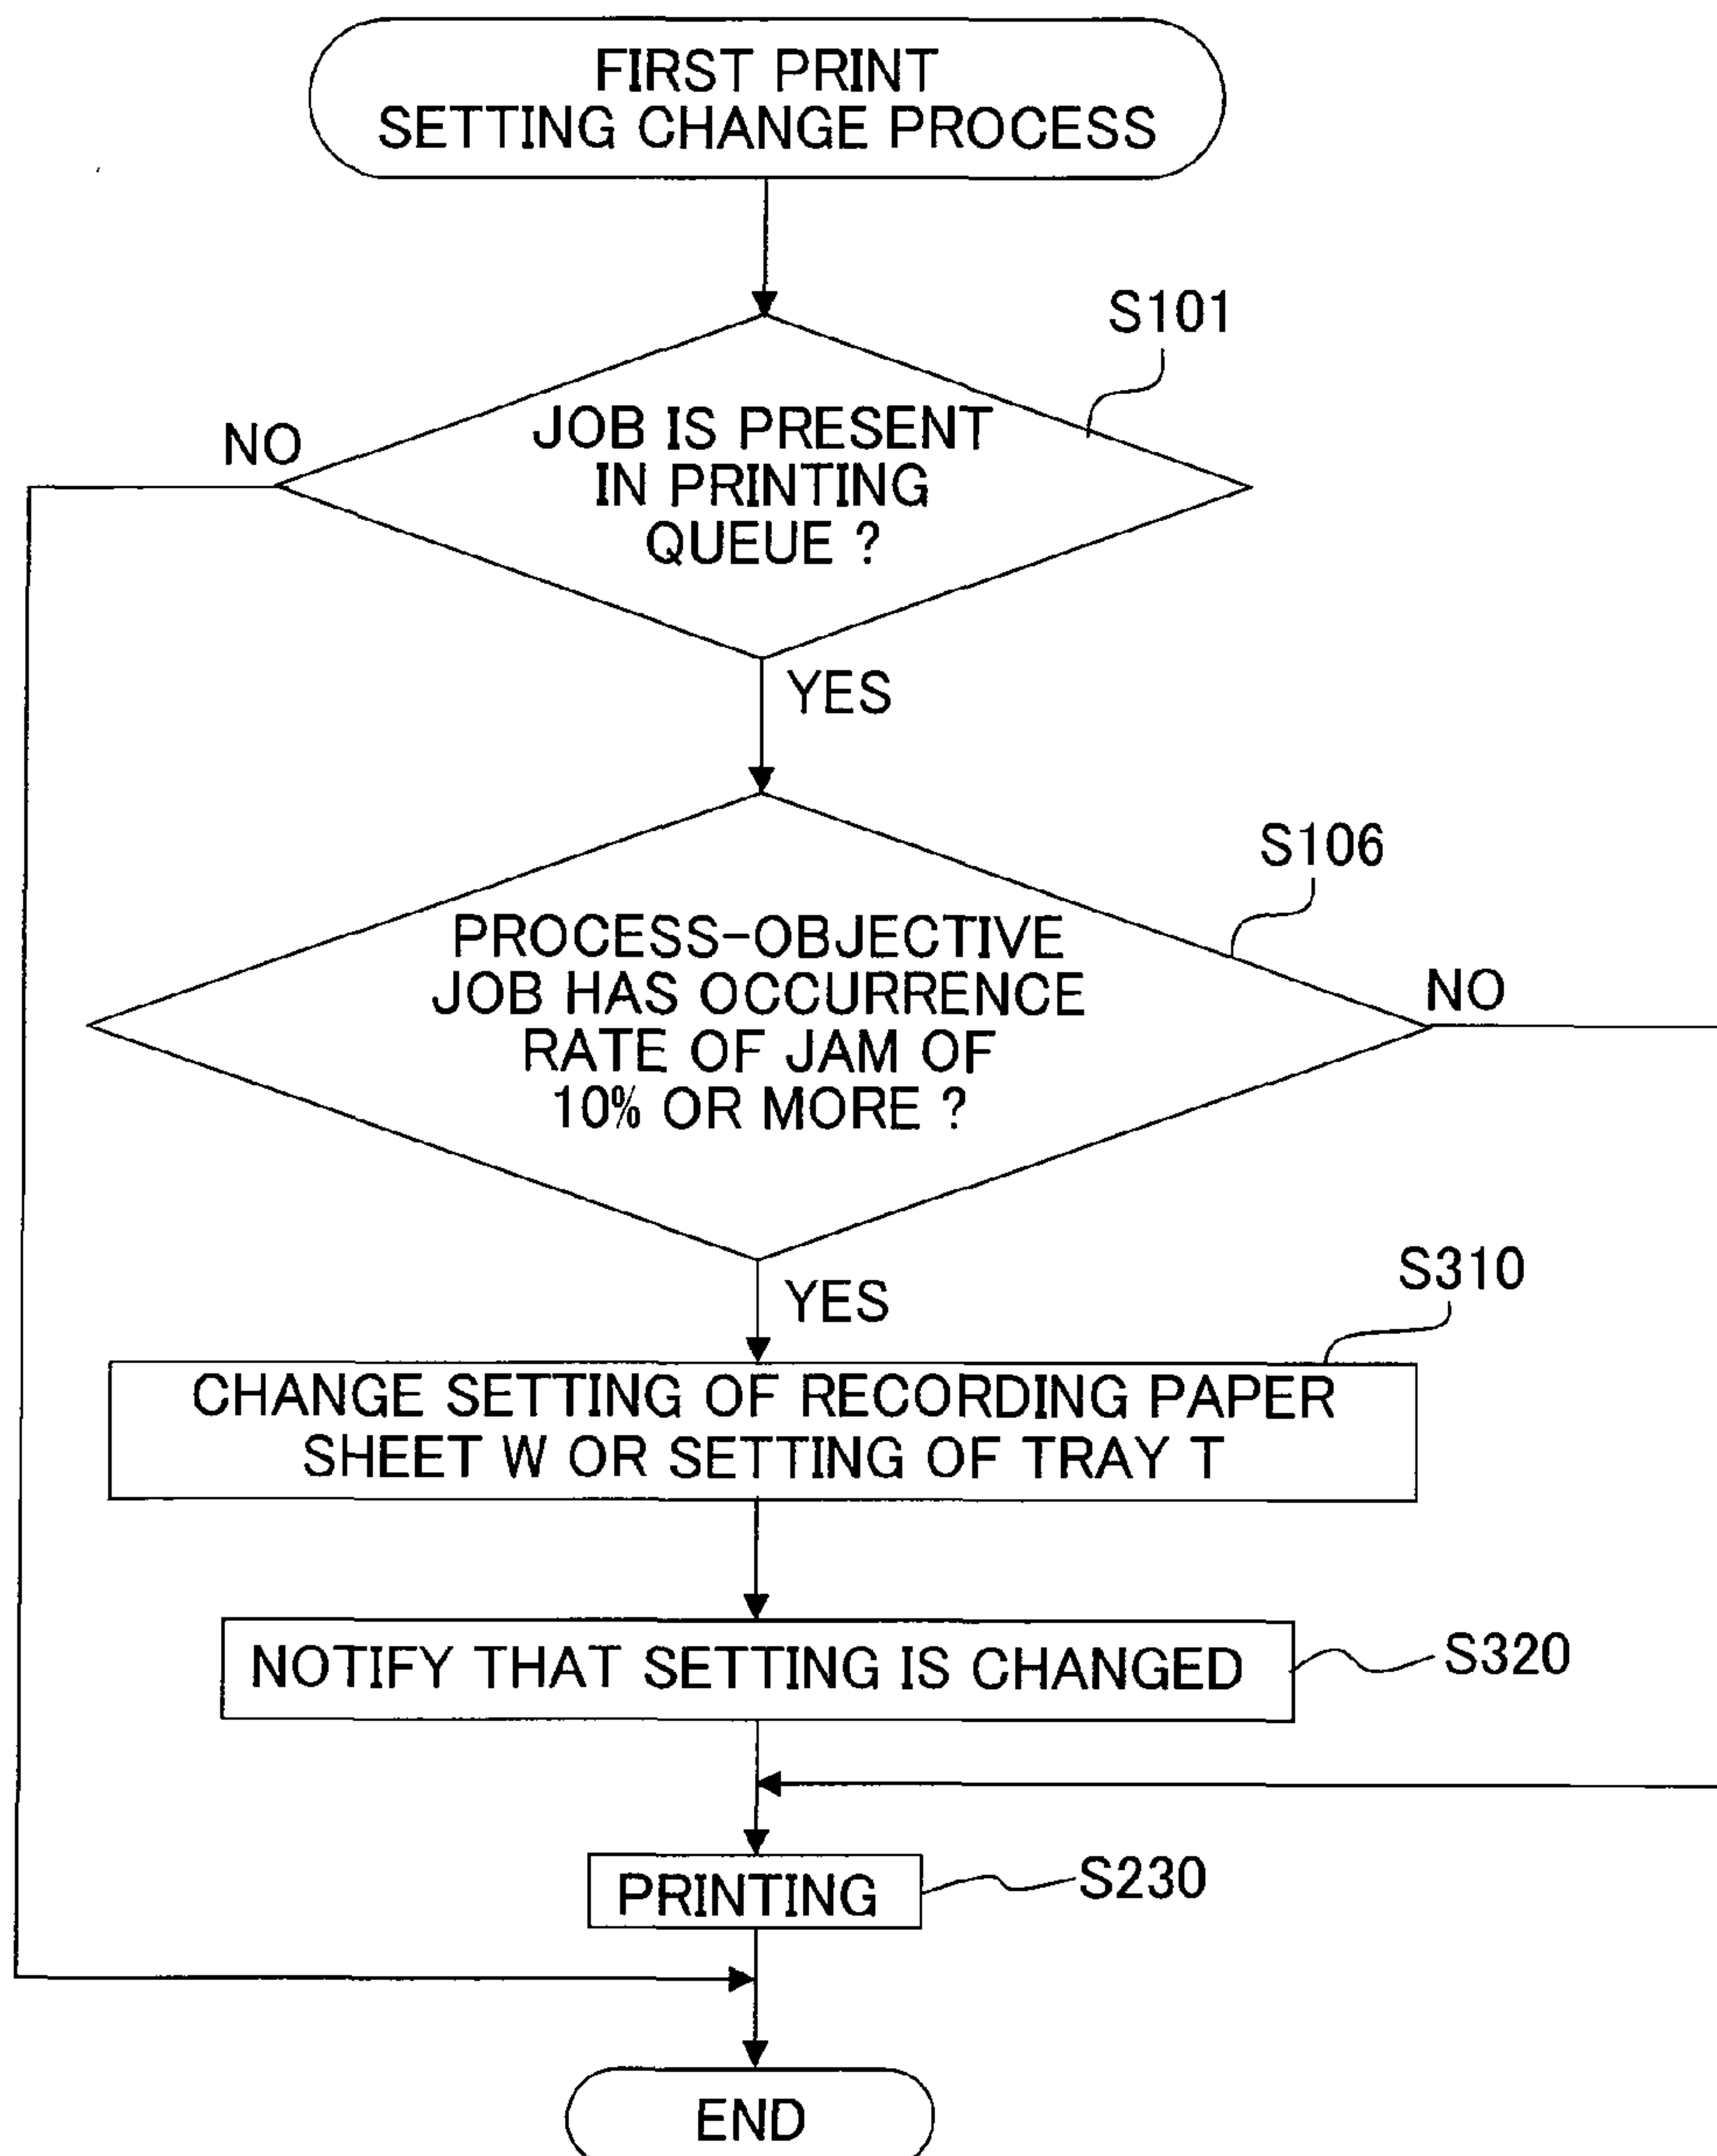 FIRST PRINT
SETTING CHANGE PROCESS
S101
NO
JOB IS PRESENT
IN PRINTING
QUEUE ?
YES
S106
PROCESS-OBJECTIVE
JOB HAS OCCURRENCE
RATE OF JAM OF
10% OR MORE ?
NO
YES
S310
CHANGE SETTING OF RECORDING PAPER
SHEET W OR SETTING OF TRAY T
NOTIFY THAT SETTING IS CHANGED
S320
PRINTING
S230
END